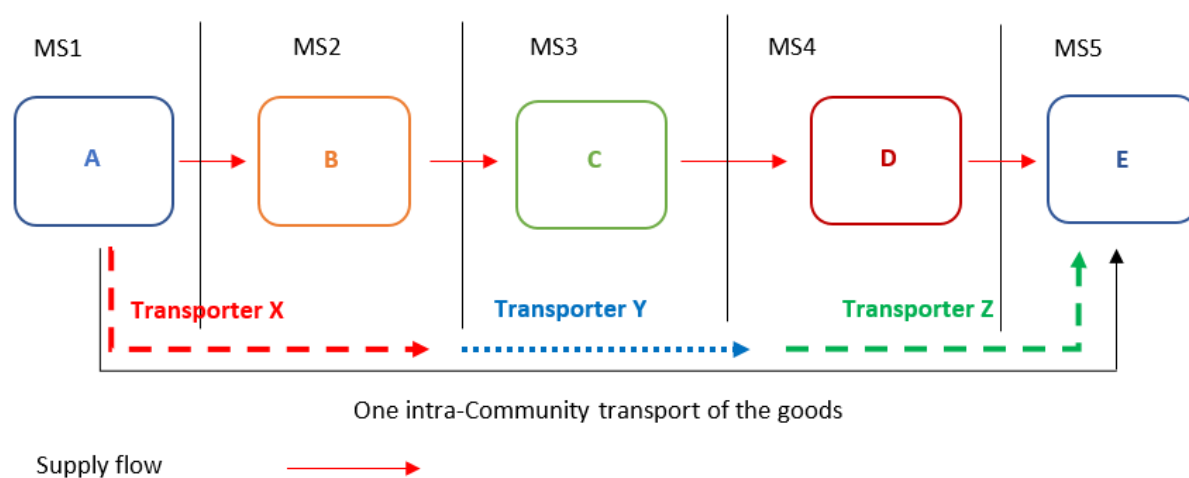 MS1 MS2 MS3 MS4 MS5
A B C D E
Transporter X Transporter Y Transporter Z
One intra-Community transport of the goods
Supply flow